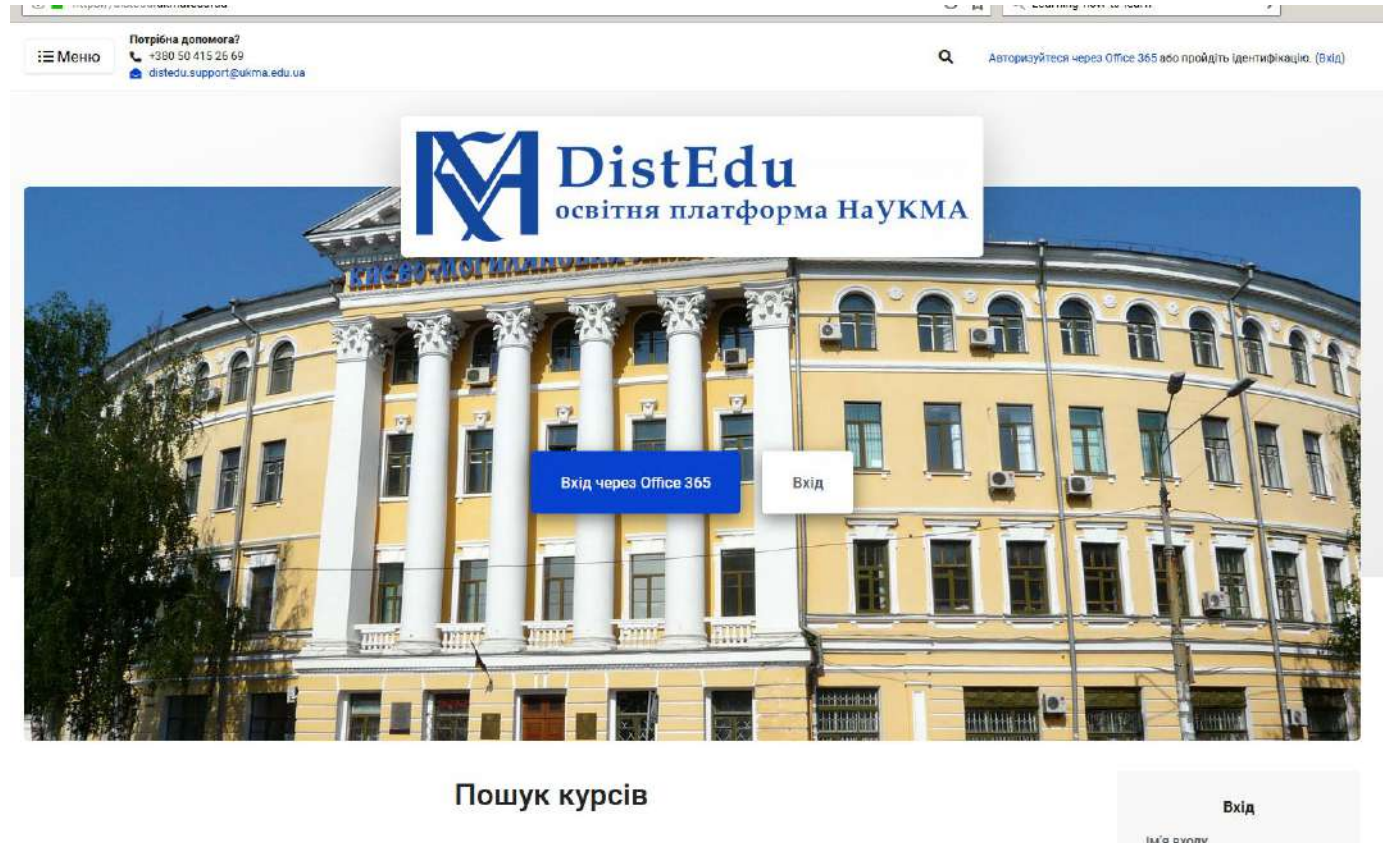 Меню
Потрібна допомога?
+380 50 415 26 69
distedu.support@ukma.edu.ua
Авторизуйтеся через Office 365 або пройдіть ідентифікацію. (Вхід)
DistEdu
освітня платформа НаУКМА
Вхід через Office 365
Вхід
Пошук курсів
Вхід